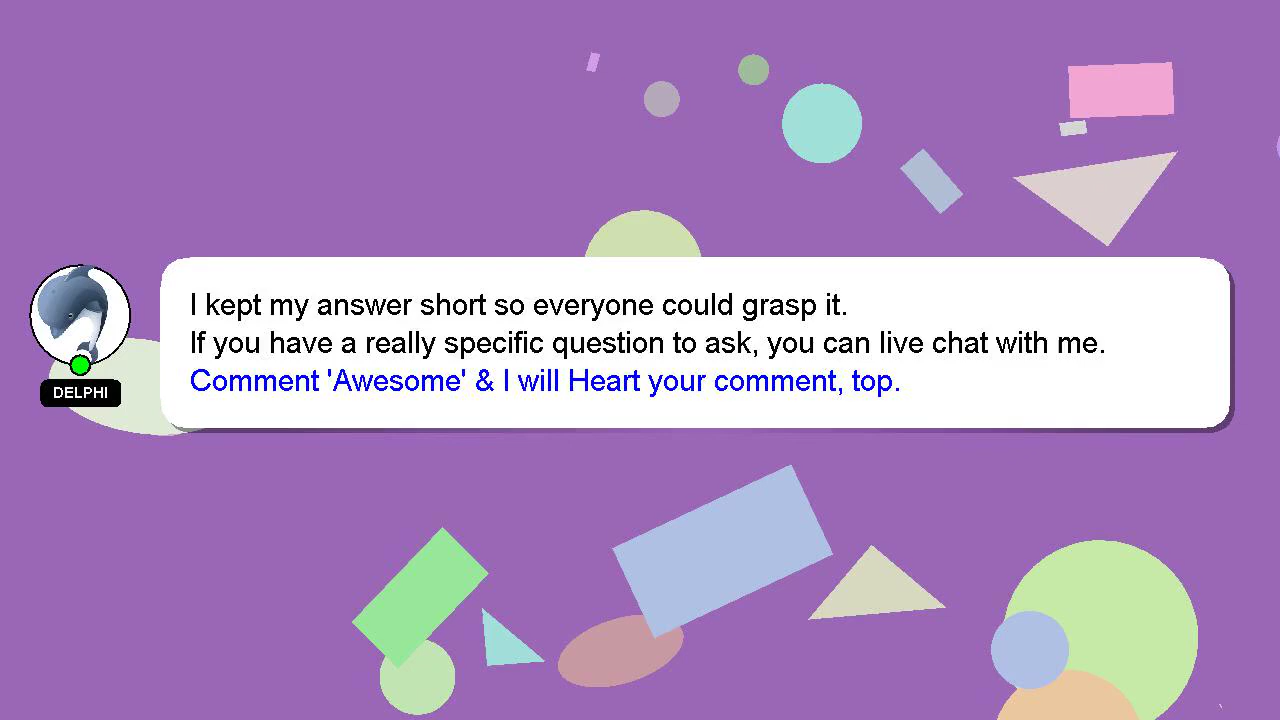 I kept my answer short so everyone could grasp it.
If you have a really specific question to ask, you can live chat with me.
Comment 'Awesome' & I will Heart your comment, top.
DELPHI